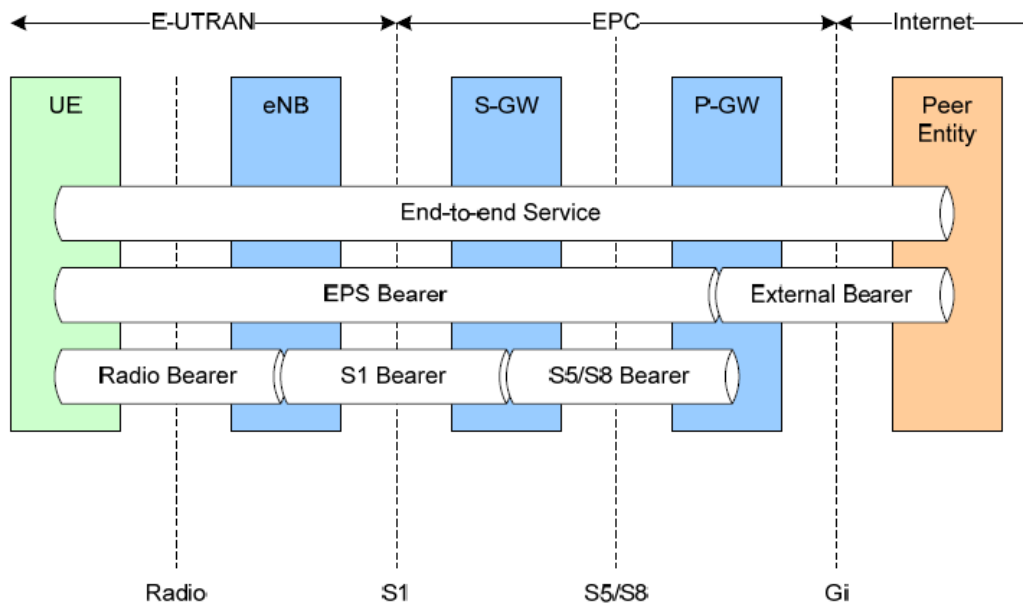 E-UTRAN EPC Internet
UE eNB S-GW P-GW Peer
Entity
End-to-end Service
EPS Bearer External Bearer
Radio Bearer S1 Bearer S5/S8 Bearer
Radio S1 S5/S8 Gi